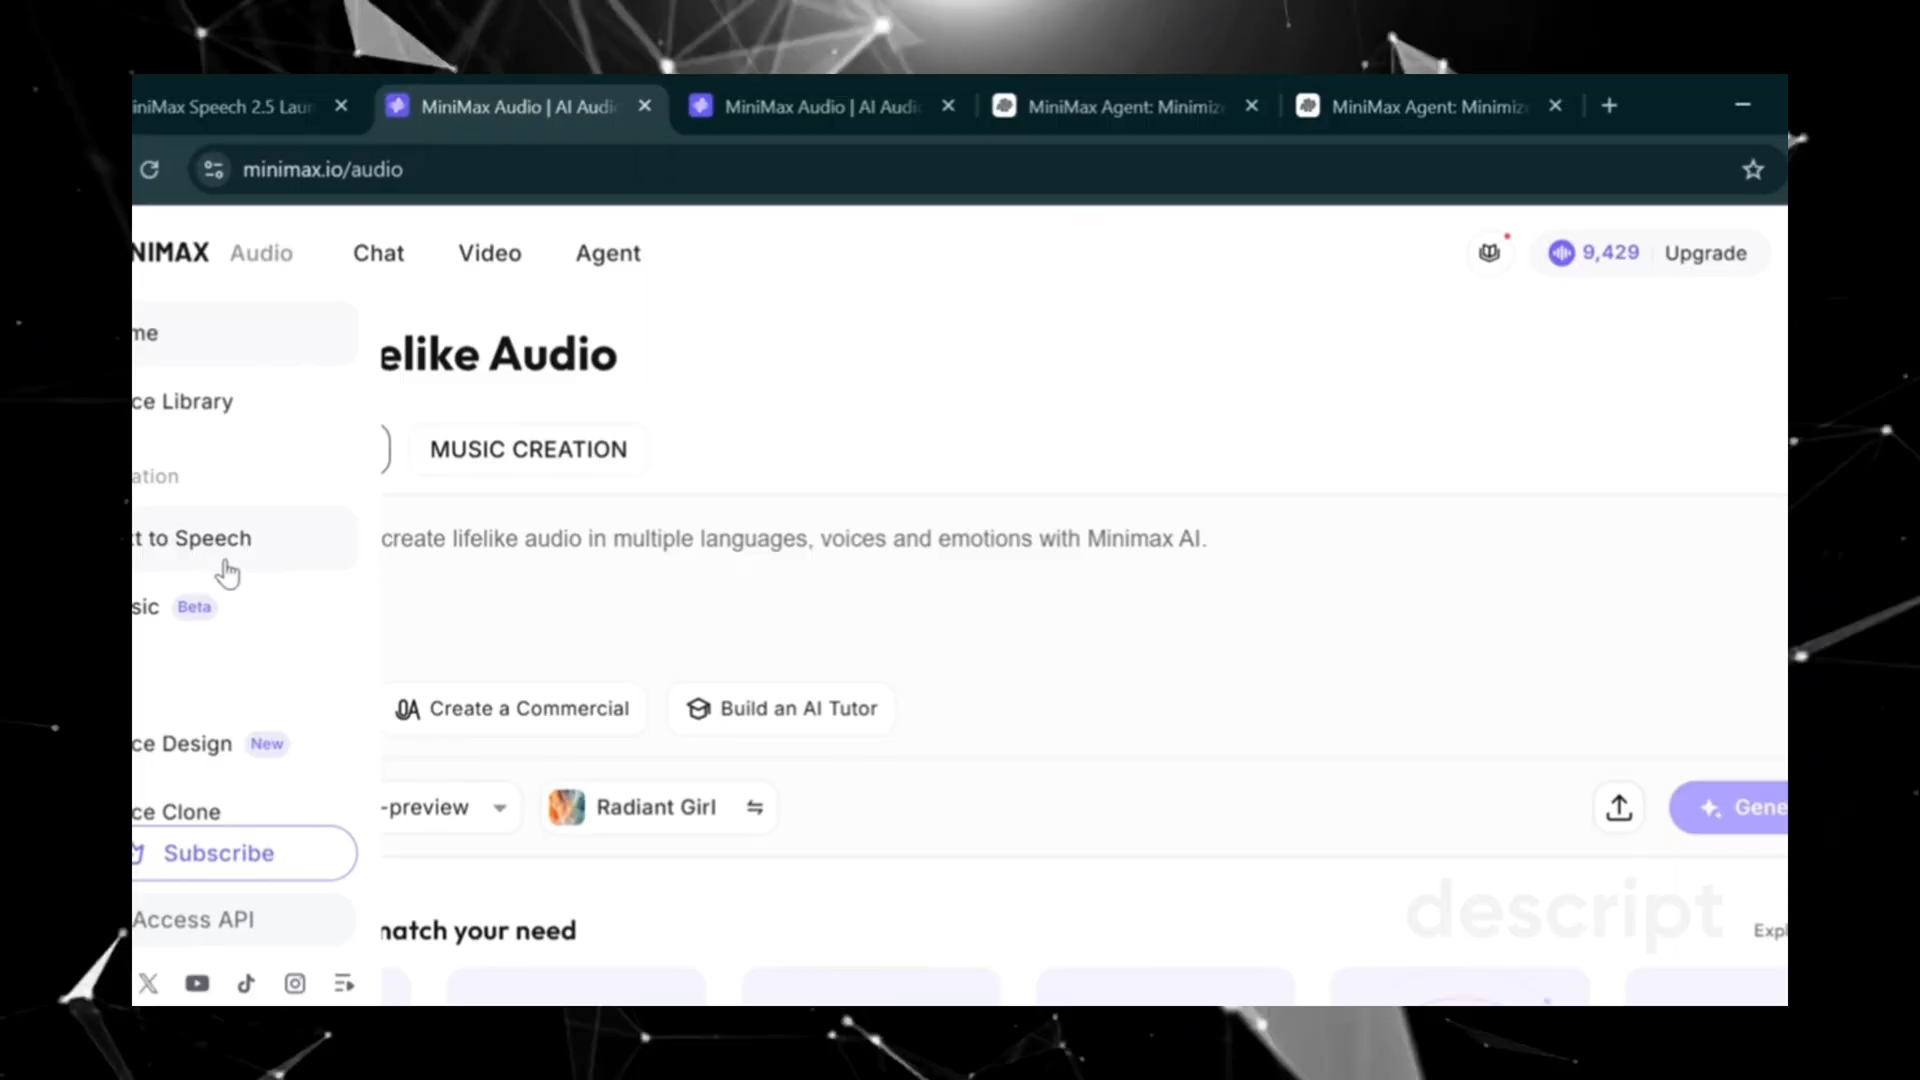 iniMax Speech 2.5 Laun
MiniMax Audio | AI Audi
MiniMax Audio | AI Audi
MiniMax Agent: Minimiz
MiniMax Agent: Minimiz
minimax.io/audio
NIMAX Audio Chat Video Agent
9,429 Upgrade
me
elike Audio
ce Library
MUSIC CREATION
ation
t to Speech
create lifelike audio in multiple languages, voices and emotions with Minimax AI.
sic Beta
Create a Commercial
Build an AI Tutor
ce Design New
-preview
Radiant Girl
Gene
ce Clone
Subscribe
Access API
match your need
descript
Expl